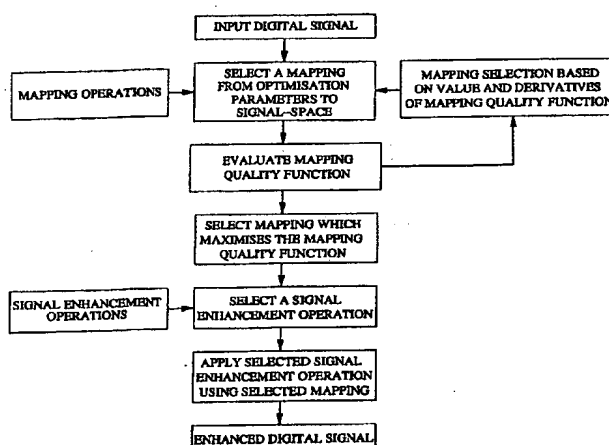 INPUT DIGITAL SIGNAL
MAPPING OPERATIONS
SELECT A MAPPING
FROM OPTIMISATION
PARAMETERS TO
SIGNAL-SPACE
MAPPING SELECTION BASED
ON VALUE AND DERIVATIVES
OF MAPPING QUALITY FUNCTION
EVALUATE MAPPING
QUALITY FUNCTION
SELECT MAPPING WHICH
MAXIMISES THE MAPPING
QUALITY FUNCTION
SIGNAL ENHANCEMENT
OPERATIONS
SELECT A SIGNAL
ENHANCEMENT OPERATION
APPLY SELECTED SIGNAL
ENHANCEMENT OPERATION
USING SELECTED MAPPING
ENHANCED DIGITAL SIGNAL